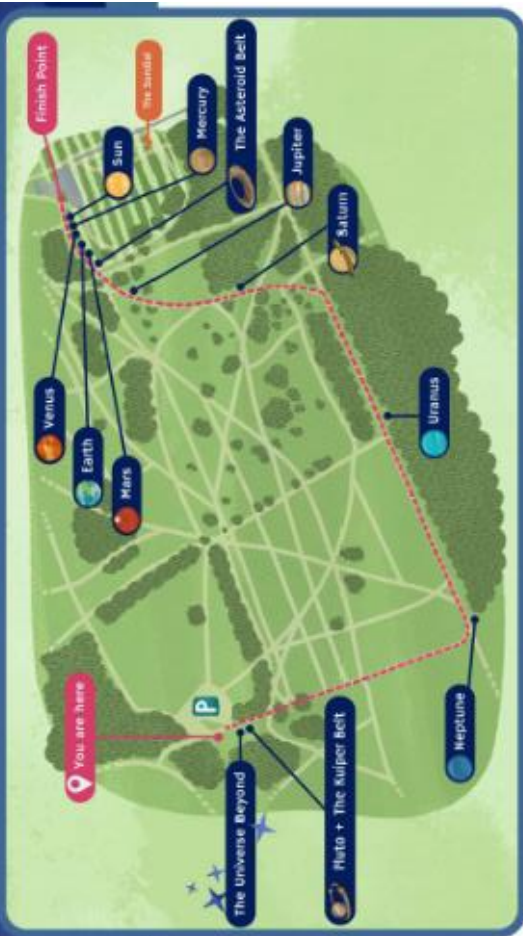 Finish Point
The Sundial
Sun
Mercury
The Asteroid Belt
Jupiter
Saturn
Venus
Earth
Mars
Uranus
You are here
P
The Universe Beyond
Pluto + The Kuiper Belt
Neptune